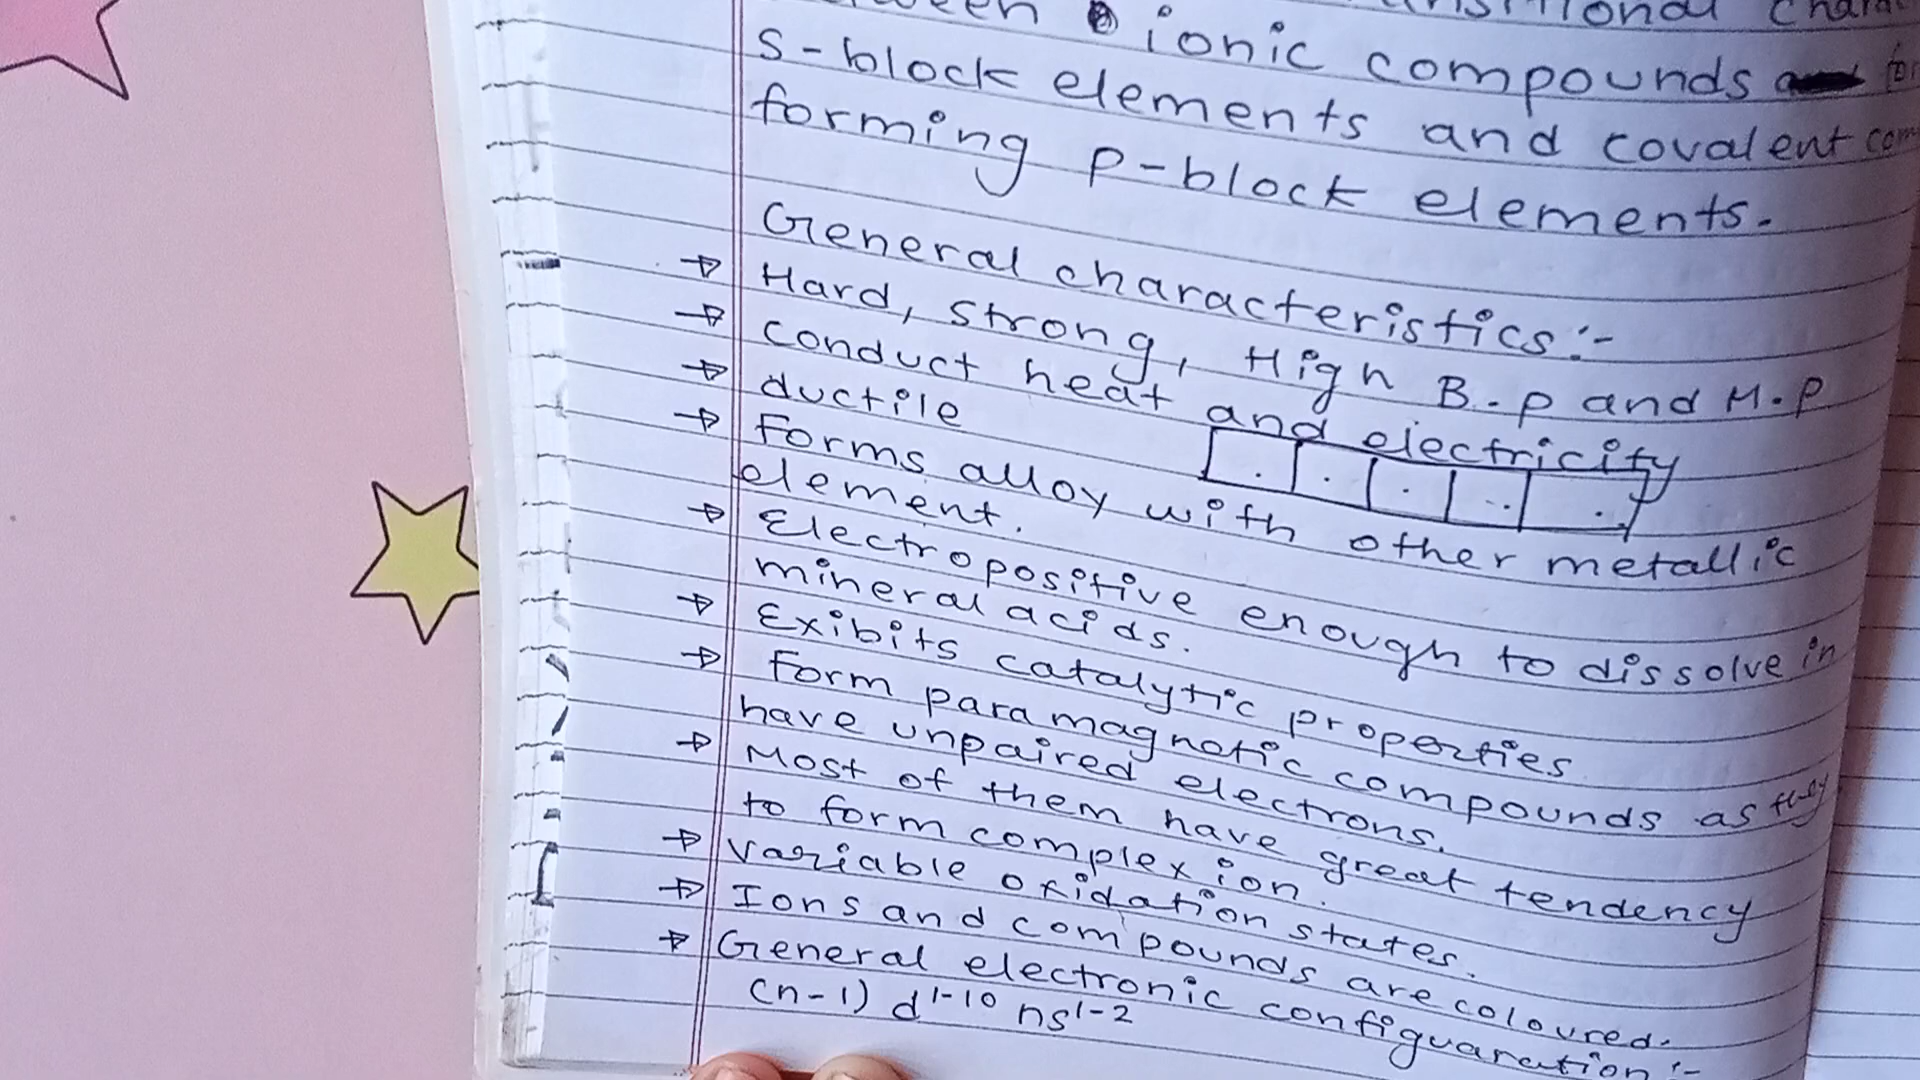 ionic compounds
s-block elements and covalent
forming p-block elements.
General characteristics:-
→ Hard, strong, High B.p and M.p
→ conduct heat and electricity
→ ductile
→ Forms alloy with other metallic
element.
→ Electropositive enough to dissolve in
mineral acids.
→ Exibits catalytic properties
→ Form paramagnetic compounds as they
have unpaired electrons.
→ Most of them have great tendency
to form complex ion.
→ Variable oxidation states.
→ Ions and compounds are coloured.
→ General electronic configuaration :-
(n-1) d¹⁻¹⁰ ns¹⁻²